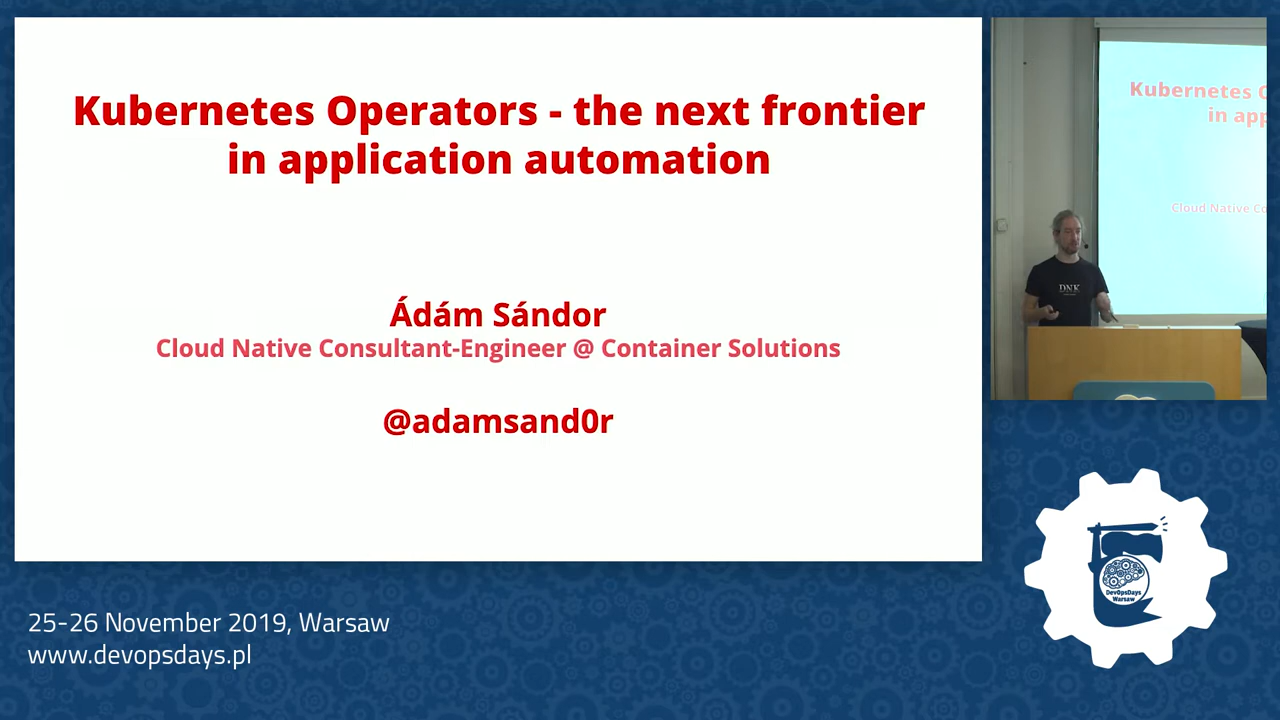 Kubernetes Operators - the next frontier
in application automation
Ádám Sándor
Cloud Native Consultant-Engineer @ Container Solutions
@adamsand0r
Kubernetes
in app
Cloud Native Co
DNK
DevOpsDays
Warsaw
25-26 November 2019, Warsaw
www.devopsdays.pl